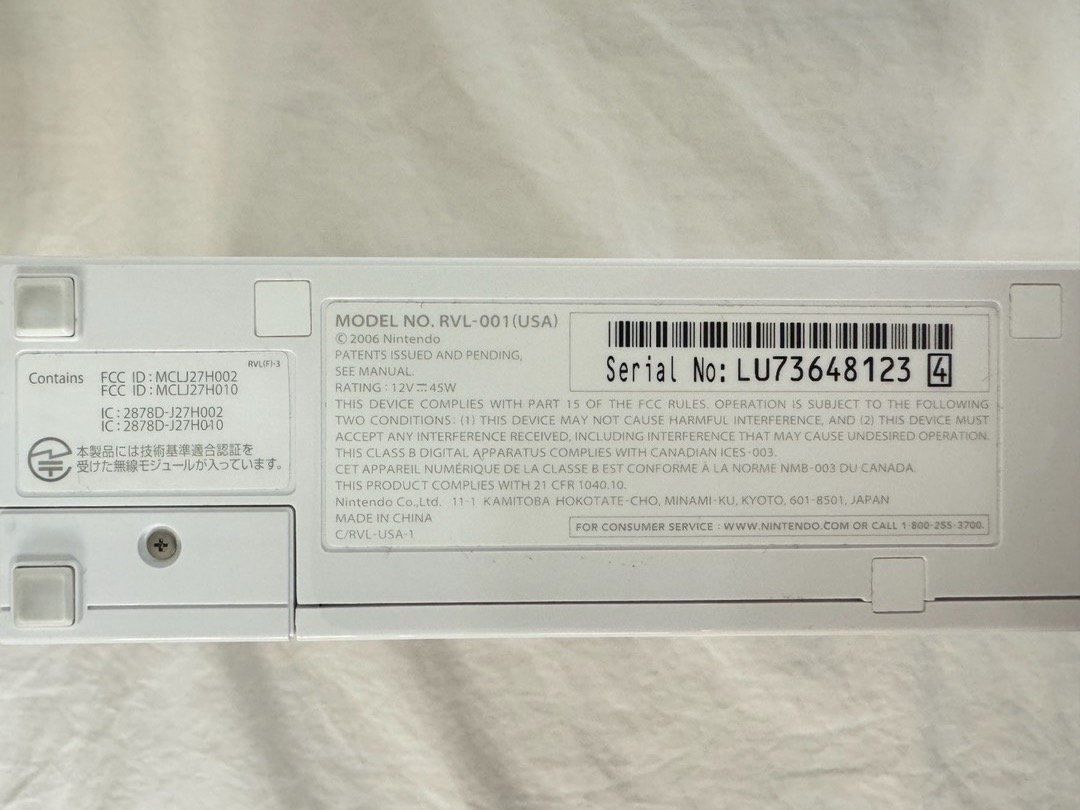 RVL(F)-3
Contains FCC ID : MCLJ27H002
FCC ID : MCLJ27H010
IC : 2878D-J27H002
IC : 2878D-J27H010
本製品には技術基準適合認証を
受けた無線モジュールが入っています。
MODEL NO. RVL-001(USA)
© 2006 Nintendo
PATENTS ISSUED AND PENDING,
SEE MANUAL.
RATING : 12V⎓45W
Serial No: LU73648123 4
THIS DEVICE COMPLIES WITH PART 15 OF THE FCC RULES. OPERATION IS SUBJECT TO THE FOLLOWING
TWO CONDITIONS: (1) THIS DEVICE MAY NOT CAUSE HARMFUL INTERFERENCE, AND (2) THIS DEVICE MUST
ACCEPT ANY INTERFERENCE RECEIVED, INCLUDING INTERFERENCE THAT MAY CAUSE UNDESIRED OPERATION.
THIS CLASS B DIGITAL APPARATUS COMPLIES WITH CANADIAN ICES-003.
CET APPAREIL NUMÉRIQUE DE LA CLASSE B EST CONFORME À LA NORME NMB-003 DU CANADA.
THIS PRODUCT COMPLIES WITH 21 CFR 1040.10.
Nintendo Co.,Ltd. 11-1 KAMITOBA HOKOTATE-CHO, MINAMI-KU, KYOTO, 601-8501, JAPAN
MADE IN CHINA
C/RVL-USA-1
FOR CONSUMER SERVICE : WWW.NINTENDO.COM OR CALL 1-800-255-3700.